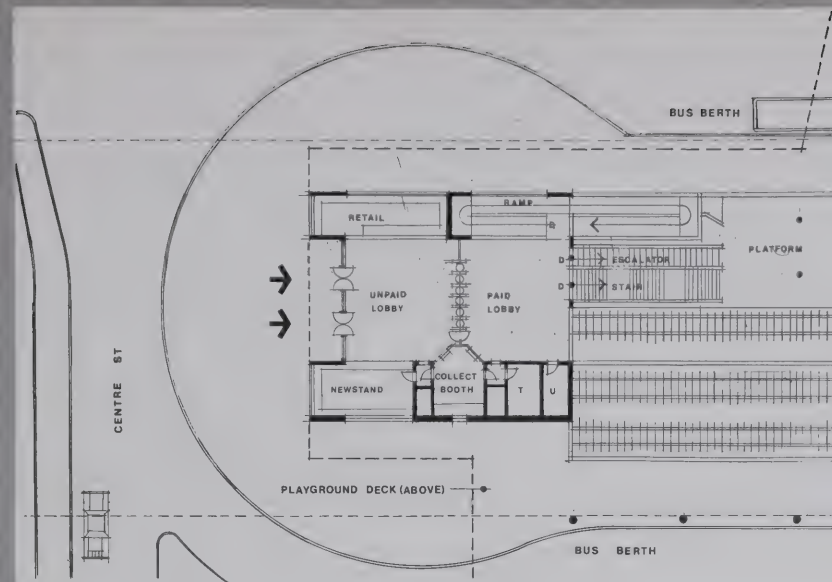 BUS BERTH
RETAIL
RAMP
D
PLATFORM
D ESCALATOR
D STAIR
UNPAID
LOBBY
PAID
LOBBY
CENTRE ST
NEWSTAND
COLLECT
BOOTH
T
U
PLAYGROUND DECK (ABOVE)
BUS BERTH